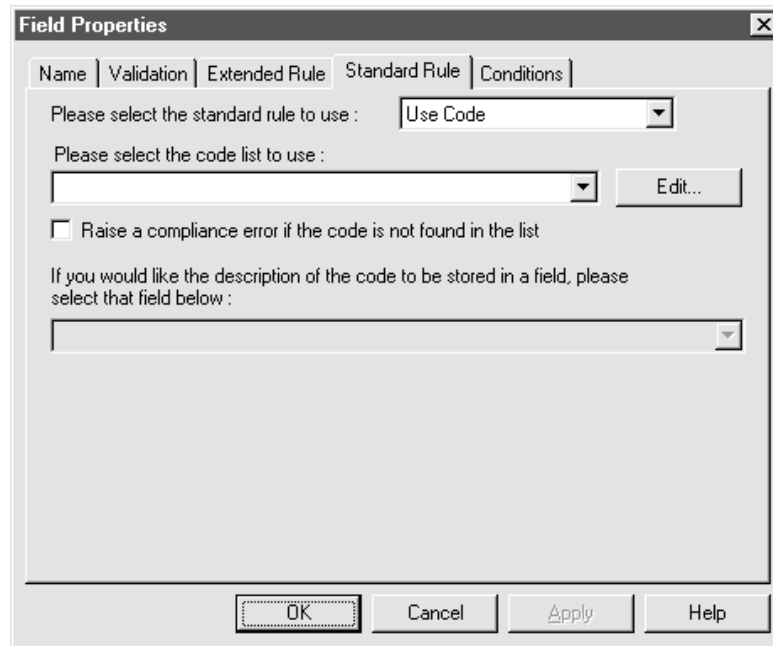 Field Properties
Name Validation Extended Rule Standard Rule Conditions
Please select the standard rule to use : Use Code
Please select the code list to use :
Edit...
Raise a compliance error if the code is not found in the list
If you would like the description of the code to be stored in a field, please
select that field below :
OK Cancel Apply Help